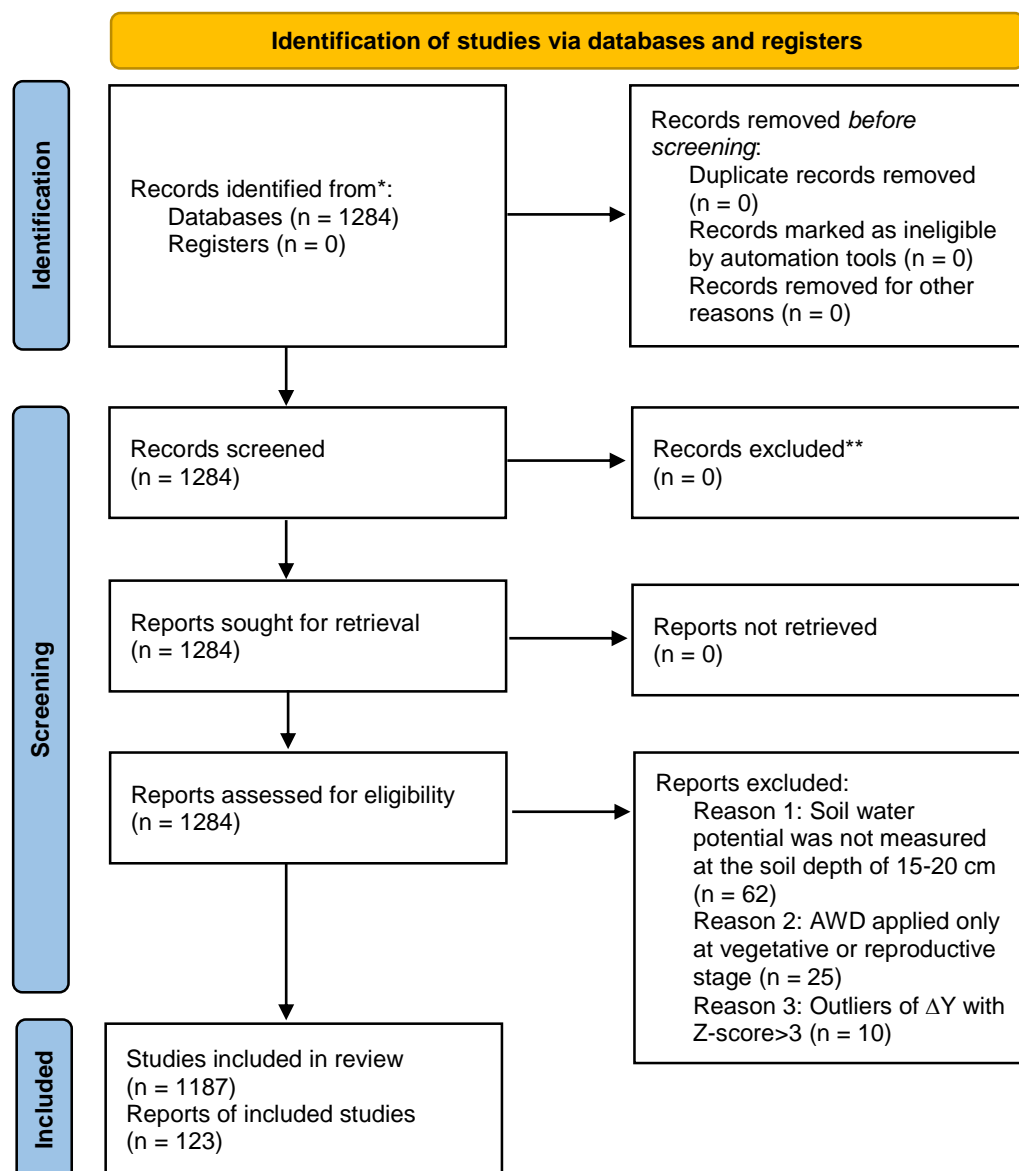 Identification of studies via databases and registers
Identification
Records identified from*:
Databases (n = 1284)
Registers (n = 0)
Records removed before
screening:
Duplicate records removed
(n = 0)
Records marked as ineligible
by automation tools (n = 0)
Records removed for other
reasons (n = 0)
Screening
Records screened
(n = 1284)
Records excluded**
(n = 0)
Reports sought for retrieval
(n = 1284)
Reports not retrieved
(n = 0)
Reports assessed for eligibility
(n = 1284)
Reports excluded:
Reason 1: Soil water
potential was not measured
at the soil depth of 15-20 cm
(n = 62)
Reason 2: AWD applied only
at vegetative or reproductive
stage (n = 25)
Reason 3: Outliers of ΔY with
Z-score>3 (n = 10)
Included
Studies included in review
(n = 1187)
Reports of included studies
(n = 123)